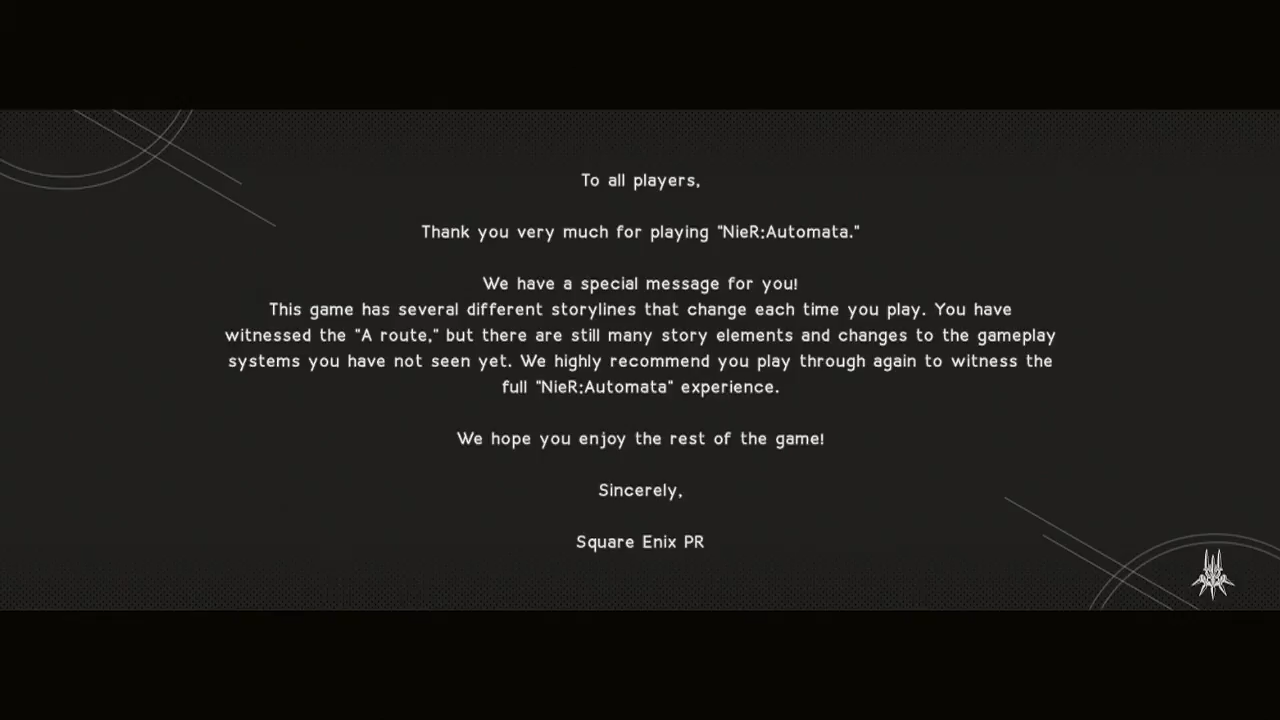 To all players,
Thank you very much for playing "NieR:Automata."
We have a special message for you!
This game has several different storylines that change each time you play. You have
witnessed the "A route," but there are still many story elements and changes to the gameplay
systems you have not seen yet. We highly recommend you play through again to witness the
full "NieR:Automata" experience.
We hope you enjoy the rest of the game!
Sincerely,
Square Enix PR